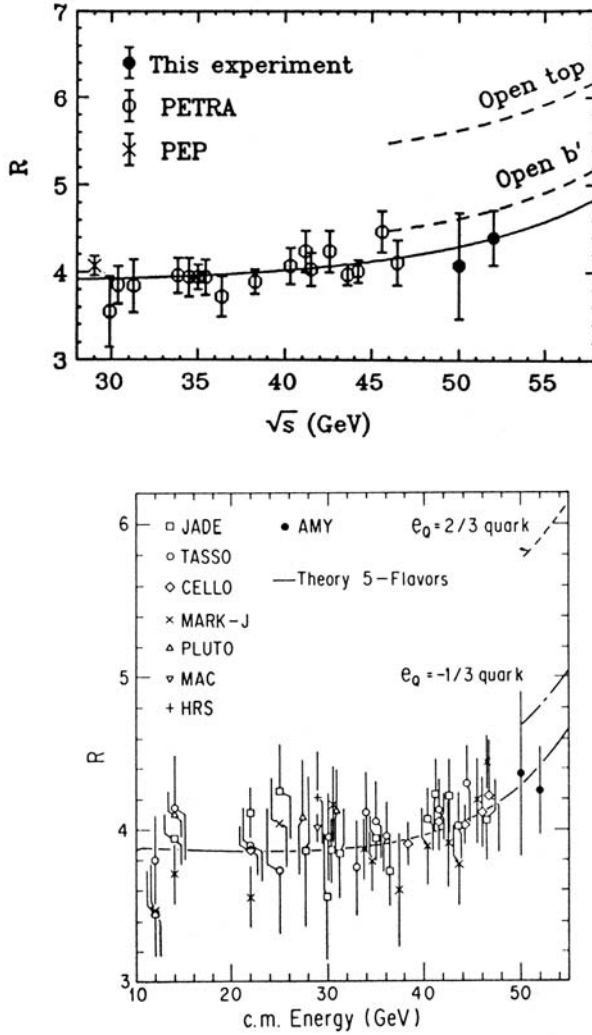 7
This experiment
Open top
6
PETRA
PEP
R
5
Open b'
4
3
30 35 40 45 50 55
√s (GeV)
6
JADE
AMY
e_Q = 2/3 quark
TASSO
CELLO
Theory 5-Flavors
MARK-J
PLUTO
5
MAC
e_Q = -1/3 quark
HRS
R
4
3
10 20 30 40 50
c.m. Energy (GeV)